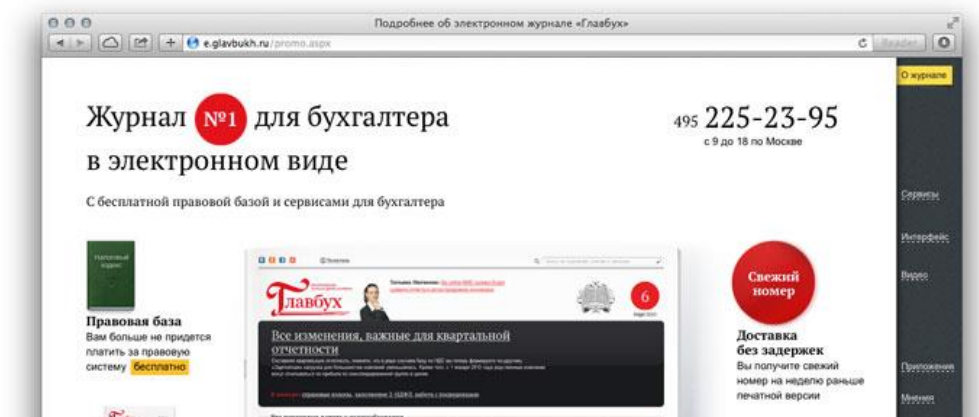 Подробнее об электронном журнале «Главбух»
e.glavbukh.ru/promo.aspx
Reader
О журнале
Журнал №1 для бухгалтера
в электронном виде
495 225-23-95
с 9 до 18 по Москве
С бесплатной правовой базой и сервисами для бухгалтера
Сервисы
Интерфейс
Видео
Приложение
Мнения
Налоговый
кодекс
Правовая база
Вам больше не придется
платить за правовую
систему бесплатно
Главбух
6
Все изменения, важные для квартальной
отчетности
Свежий
номер
Доставка
без задержек
Вы получите свежий
номер на неделю раньше
печатной версии